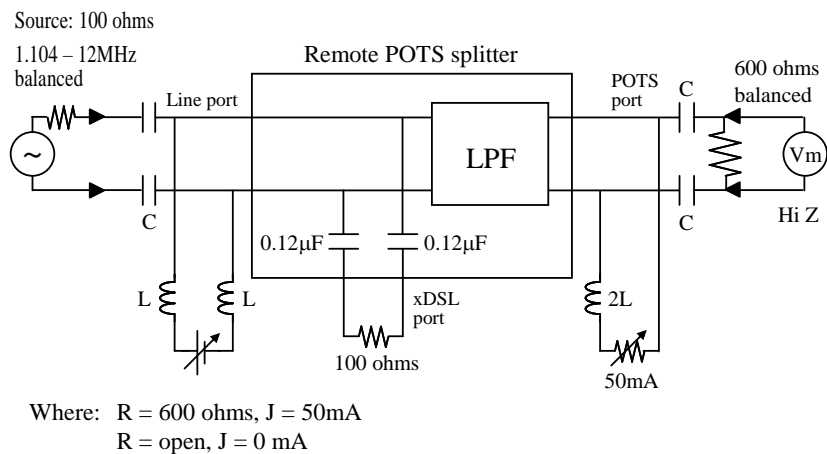 Source: 100 ohms
1.104 – 12MHz
balanced
Remote POTS splitter
Line port
POTS
port
C
600 ohms
balanced
~
LPF
Vm
C
C
Hi Z
0.12µF
0.12µF
L
L
xDSL
port
2L
100 ohms
50mA
Where: R = 600 ohms, J = 50mA
R = open, J = 0 mA